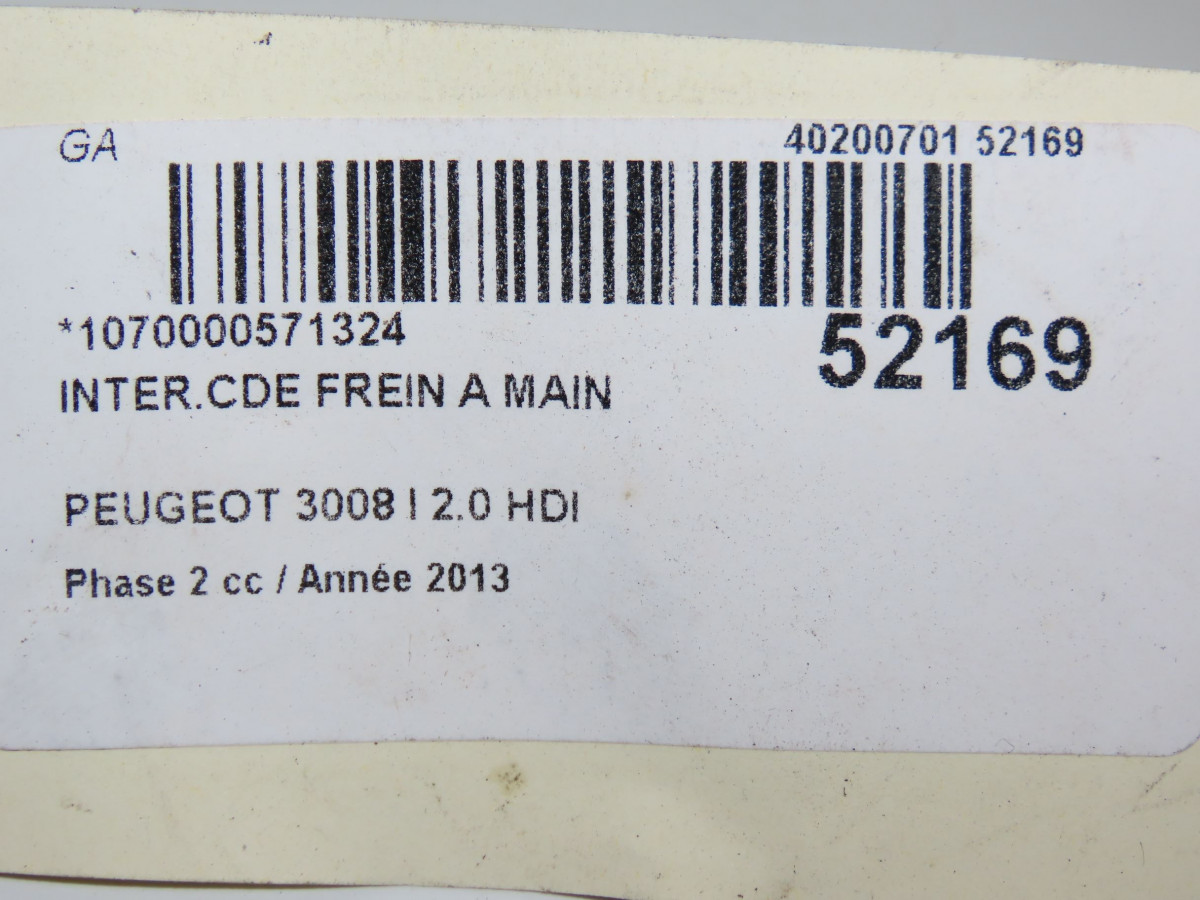 GA
40200701 52169
*1070000571324
52169
INTER.CDE FREIN A MAIN
PEUGEOT 3008 I 2.0 HDI
Phase 2 cc / Année 2013